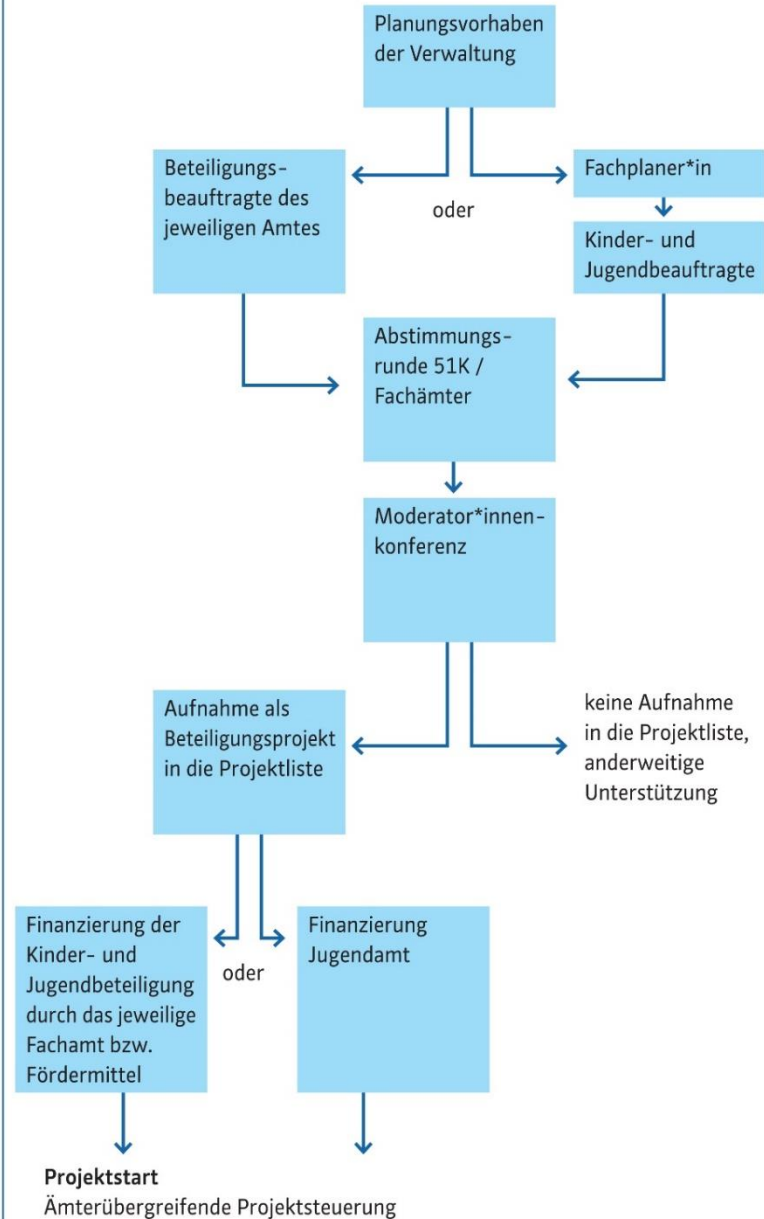 Planungsvorhaben
der Verwaltung
Beteiligungs-
beauftragte des
jeweiligen Amtes
oder
Fachplaner*in
Kinder- und
Jugendbeauftragte
Abstimmungs-
runde 51K /
Fachämter
Moderator*innen-
konferenz
Aufnahme als
Beteiligungsprojekt
in die Projektliste
keine Aufnahme
in die Projektliste,
anderweitige
Unterstützung
Finanzierung der
Kinder- und
Jugendbeteiligung
durch das jeweilige
Fachamt bzw.
Fördermittel
oder
Finanzierung
Jugendamt
Projektstart
Ämterübergreifende Projektsteuerung